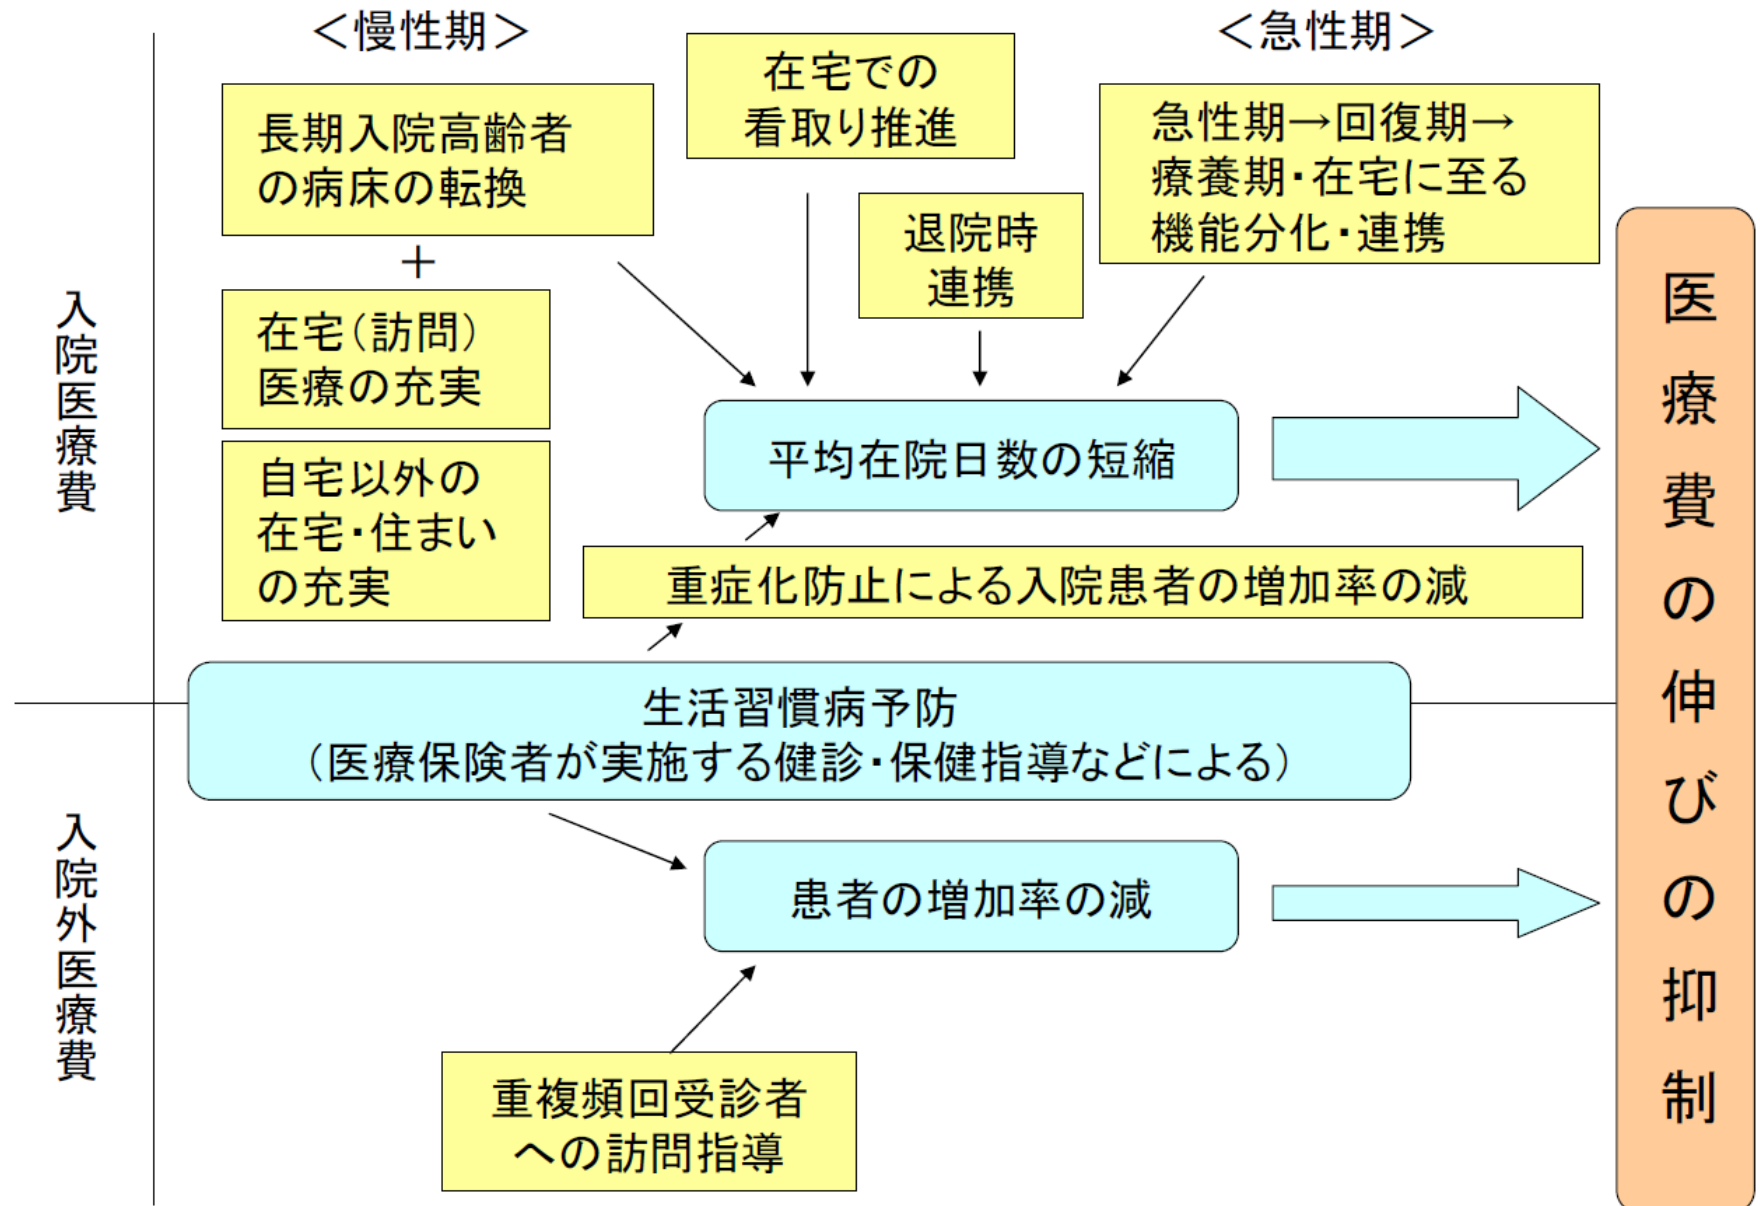 <慢性期>
<急性期>
在宅での
看取り推進
長期入院高齢者
の病床の転換
急性期→回復期→
療養期・在宅に至る
機能分化・連携
退院時
連携
+
在宅(訪問)
医療の充実
自宅以外の
在宅・住まい
の充実
入院医療費
平均在院日数の短縮
重症化防止による入院患者の増加率の減
生活習慣病予防
(医療保険者が実施する健診・保健指導などによる)
入院外医療費
患者の増加率の減
重複頻回受診者
への訪問指導
医療費の伸びの抑制